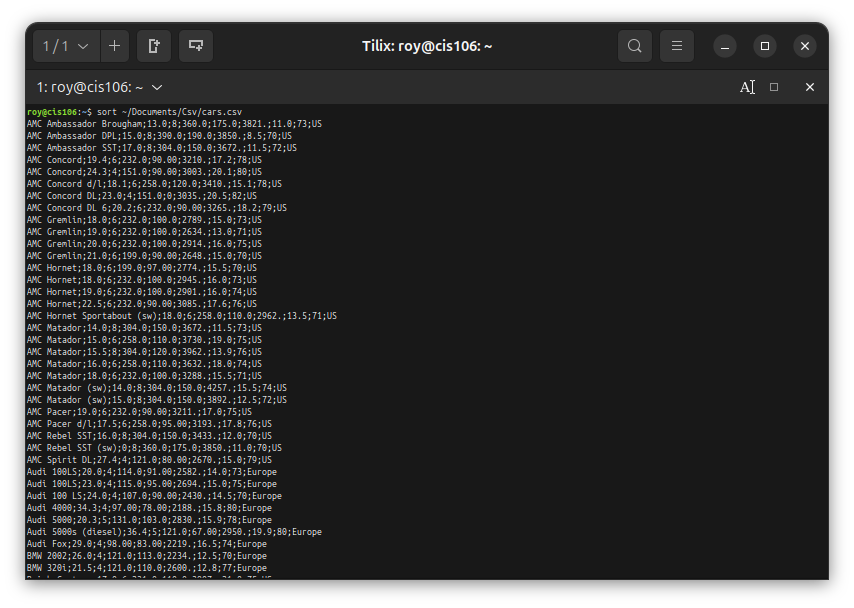 1 / 1
Tilix: roy@cis106: ~
1: roy@cis106: ~
roy@cis106:~$ sort ~/Documents/Csv/cars.csv
AMC Ambassador Brougham;13.0;8;360.0;175.0;3821.;11.0;73;US
AMC Ambassador DPL;15.0;8;390.0;190.0;3850.;8.5;70;US
AMC Ambassador SST;17.0;8;304.0;150.0;3672.;11.5;72;US
AMC Concord;19.4;6;232.0;90.00;3210.;17.2;78;US
AMC Concord;24.3;4;151.0;90.00;3003.;20.1;80;US
AMC Concord d/l;18.1;6;258.0;120.0;3410.;15.1;78;US
AMC Concord DL;23.0;4;151.0;0;3035.;20.5;82;US
AMC Concord DL 6;20.2;6;232.0;90.00;3265.;18.2;79;US
AMC Gremlin;18.0;6;232.0;100.0;2789.;15.0;73;US
AMC Gremlin;19.0;6;232.0;100.0;2634.;13.0;71;US
AMC Gremlin;20.0;6;232.0;100.0;2914.;16.0;75;US
AMC Gremlin;21.0;6;199.0;90.00;2648.;15.0;70;US
AMC Hornet;18.0;6;199.0;97.00;2774.;15.5;70;US
AMC Hornet;18.0;6;232.0;100.0;2945.;16.0;73;US
AMC Hornet;19.0;6;232.0;100.0;2901.;16.0;74;US
AMC Hornet;22.5;6;232.0;90.00;3085.;17.6;76;US
AMC Hornet Sportabout (sw);18.0;6;258.0;110.0;2962.;13.5;71;US
AMC Matador;14.0;8;304.0;150.0;3672.;11.5;73;US
AMC Matador;15.0;6;258.0;110.0;3730.;19.0;75;US
AMC Matador;15.5;8;304.0;120.0;3962.;13.9;76;US
AMC Matador;16.0;6;258.0;110.0;3632.;18.0;74;US
AMC Matador;18.0;6;232.0;100.0;3288.;15.5;71;US
AMC Matador (sw);14.0;8;304.0;150.0;4257.;15.5;74;US
AMC Matador (sw);15.0;8;304.0;150.0;3892.;12.5;72;US
AMC Pacer;19.0;6;232.0;90.00;3211.;17.0;75;US
AMC Pacer d/l;17.5;6;258.0;95.00;3193.;17.8;76;US
AMC Rebel SST;16.0;8;304.0;150.0;3433.;12.0;70;US
AMC Rebel SST (sw);0;8;360.0;175.0;3850.;11.0;70;US
AMC Spirit DL;27.4;4;121.0;80.00;2670.;15.0;79;US
Audi 100LS;20.0;4;114.0;91.00;2582.;14.0;73;Europe
Audi 100LS;23.0;4;115.0;95.00;2694.;15.0;75;Europe
Audi 100 LS;24.0;4;107.0;90.00;2430.;14.5;70;Europe
Audi 4000;34.3;4;97.00;78.00;2188.;15.8;80;Europe
Audi 5000;20.3;5;131.0;103.0;2830.;15.9;78;Europe
Audi 5000s (diesel);36.4;5;121.0;67.00;2950.;19.9;80;Europe
Audi Fox;29.0;4;98.00;83.00;2219.;16.5;74;Europe
BMW 2002;26.0;4;121.0;113.0;2234.;12.5;70;Europe
BMW 320i;21.5;4;121.0;110.0;2600.;12.8;77;Europe